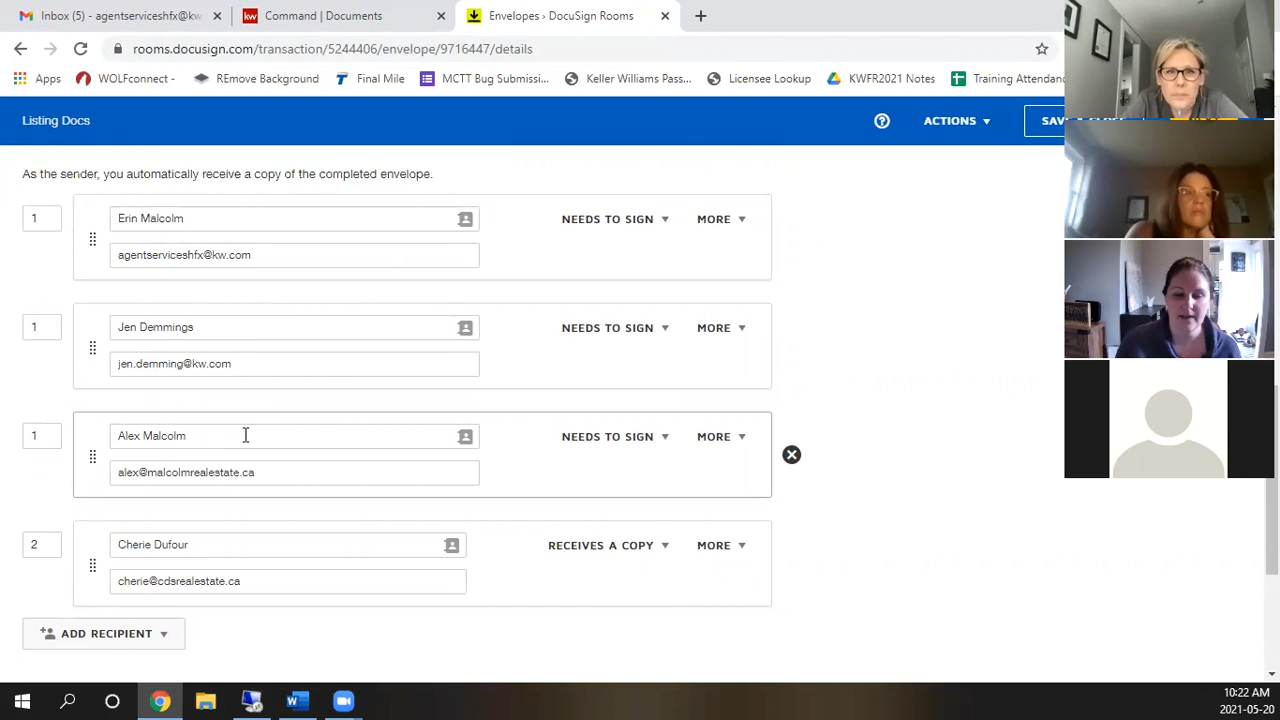 Inbox (5) - agentserviceshfx@kw
Command | Documents
Envelopes › DocuSign Rooms
rooms.docusign.com/transaction/5244406/envelope/9716447/details
Apps
WOLFconnect -
REmove Background
Final Mile
MCTT Bug Submissi...
Keller Williams Pass...
Licensee Lookup
KWFR2021 Notes
Training Attendan
Listing Docs
ACTIONS
As the sender, you automatically receive a copy of the completed envelope.
1
Erin Malcolm
NEEDS TO SIGN
MORE
agentserviceshfx@kw.com
1
Jen Demmings
NEEDS TO SIGN
MORE
jen.demming@kw.com
1
Alex Malcolm
NEEDS TO SIGN
MORE
alex@malcolmrealestate.ca
2
Cherie Dufour
RECEIVES A COPY
MORE
cherie@cdsrealestate.ca
ADD RECIPIENT
10:22 AM
2021-05-20